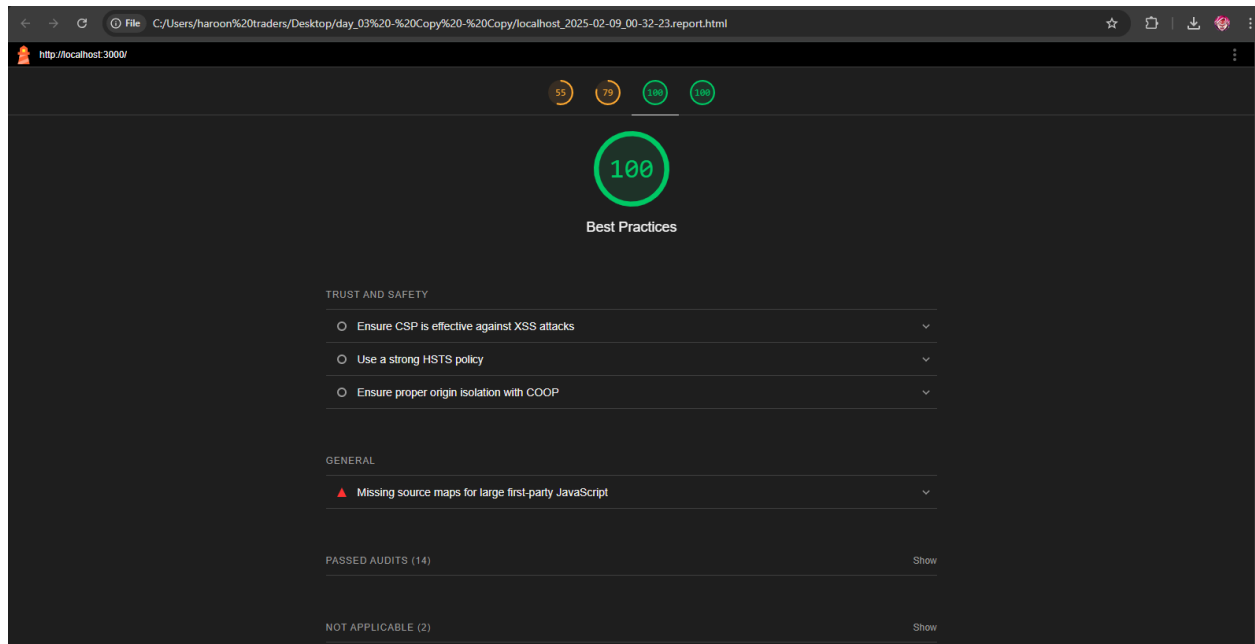 File C:/Users/haroon%20traders/Desktop/day_03%20-%20Copy%20-%20Copy/localhost_2025-02-09_00-32-23.report.html
http://localhost:3000/
55 79 100 100
100
Best Practices
TRUST AND SAFETY
Ensure CSP is effective against XSS attacks
Use a strong HSTS policy
Ensure proper origin isolation with COOP
GENERAL
Missing source maps for large first-party JavaScript
PASSED AUDITS (14) Show
NOT APPLICABLE (2) Show